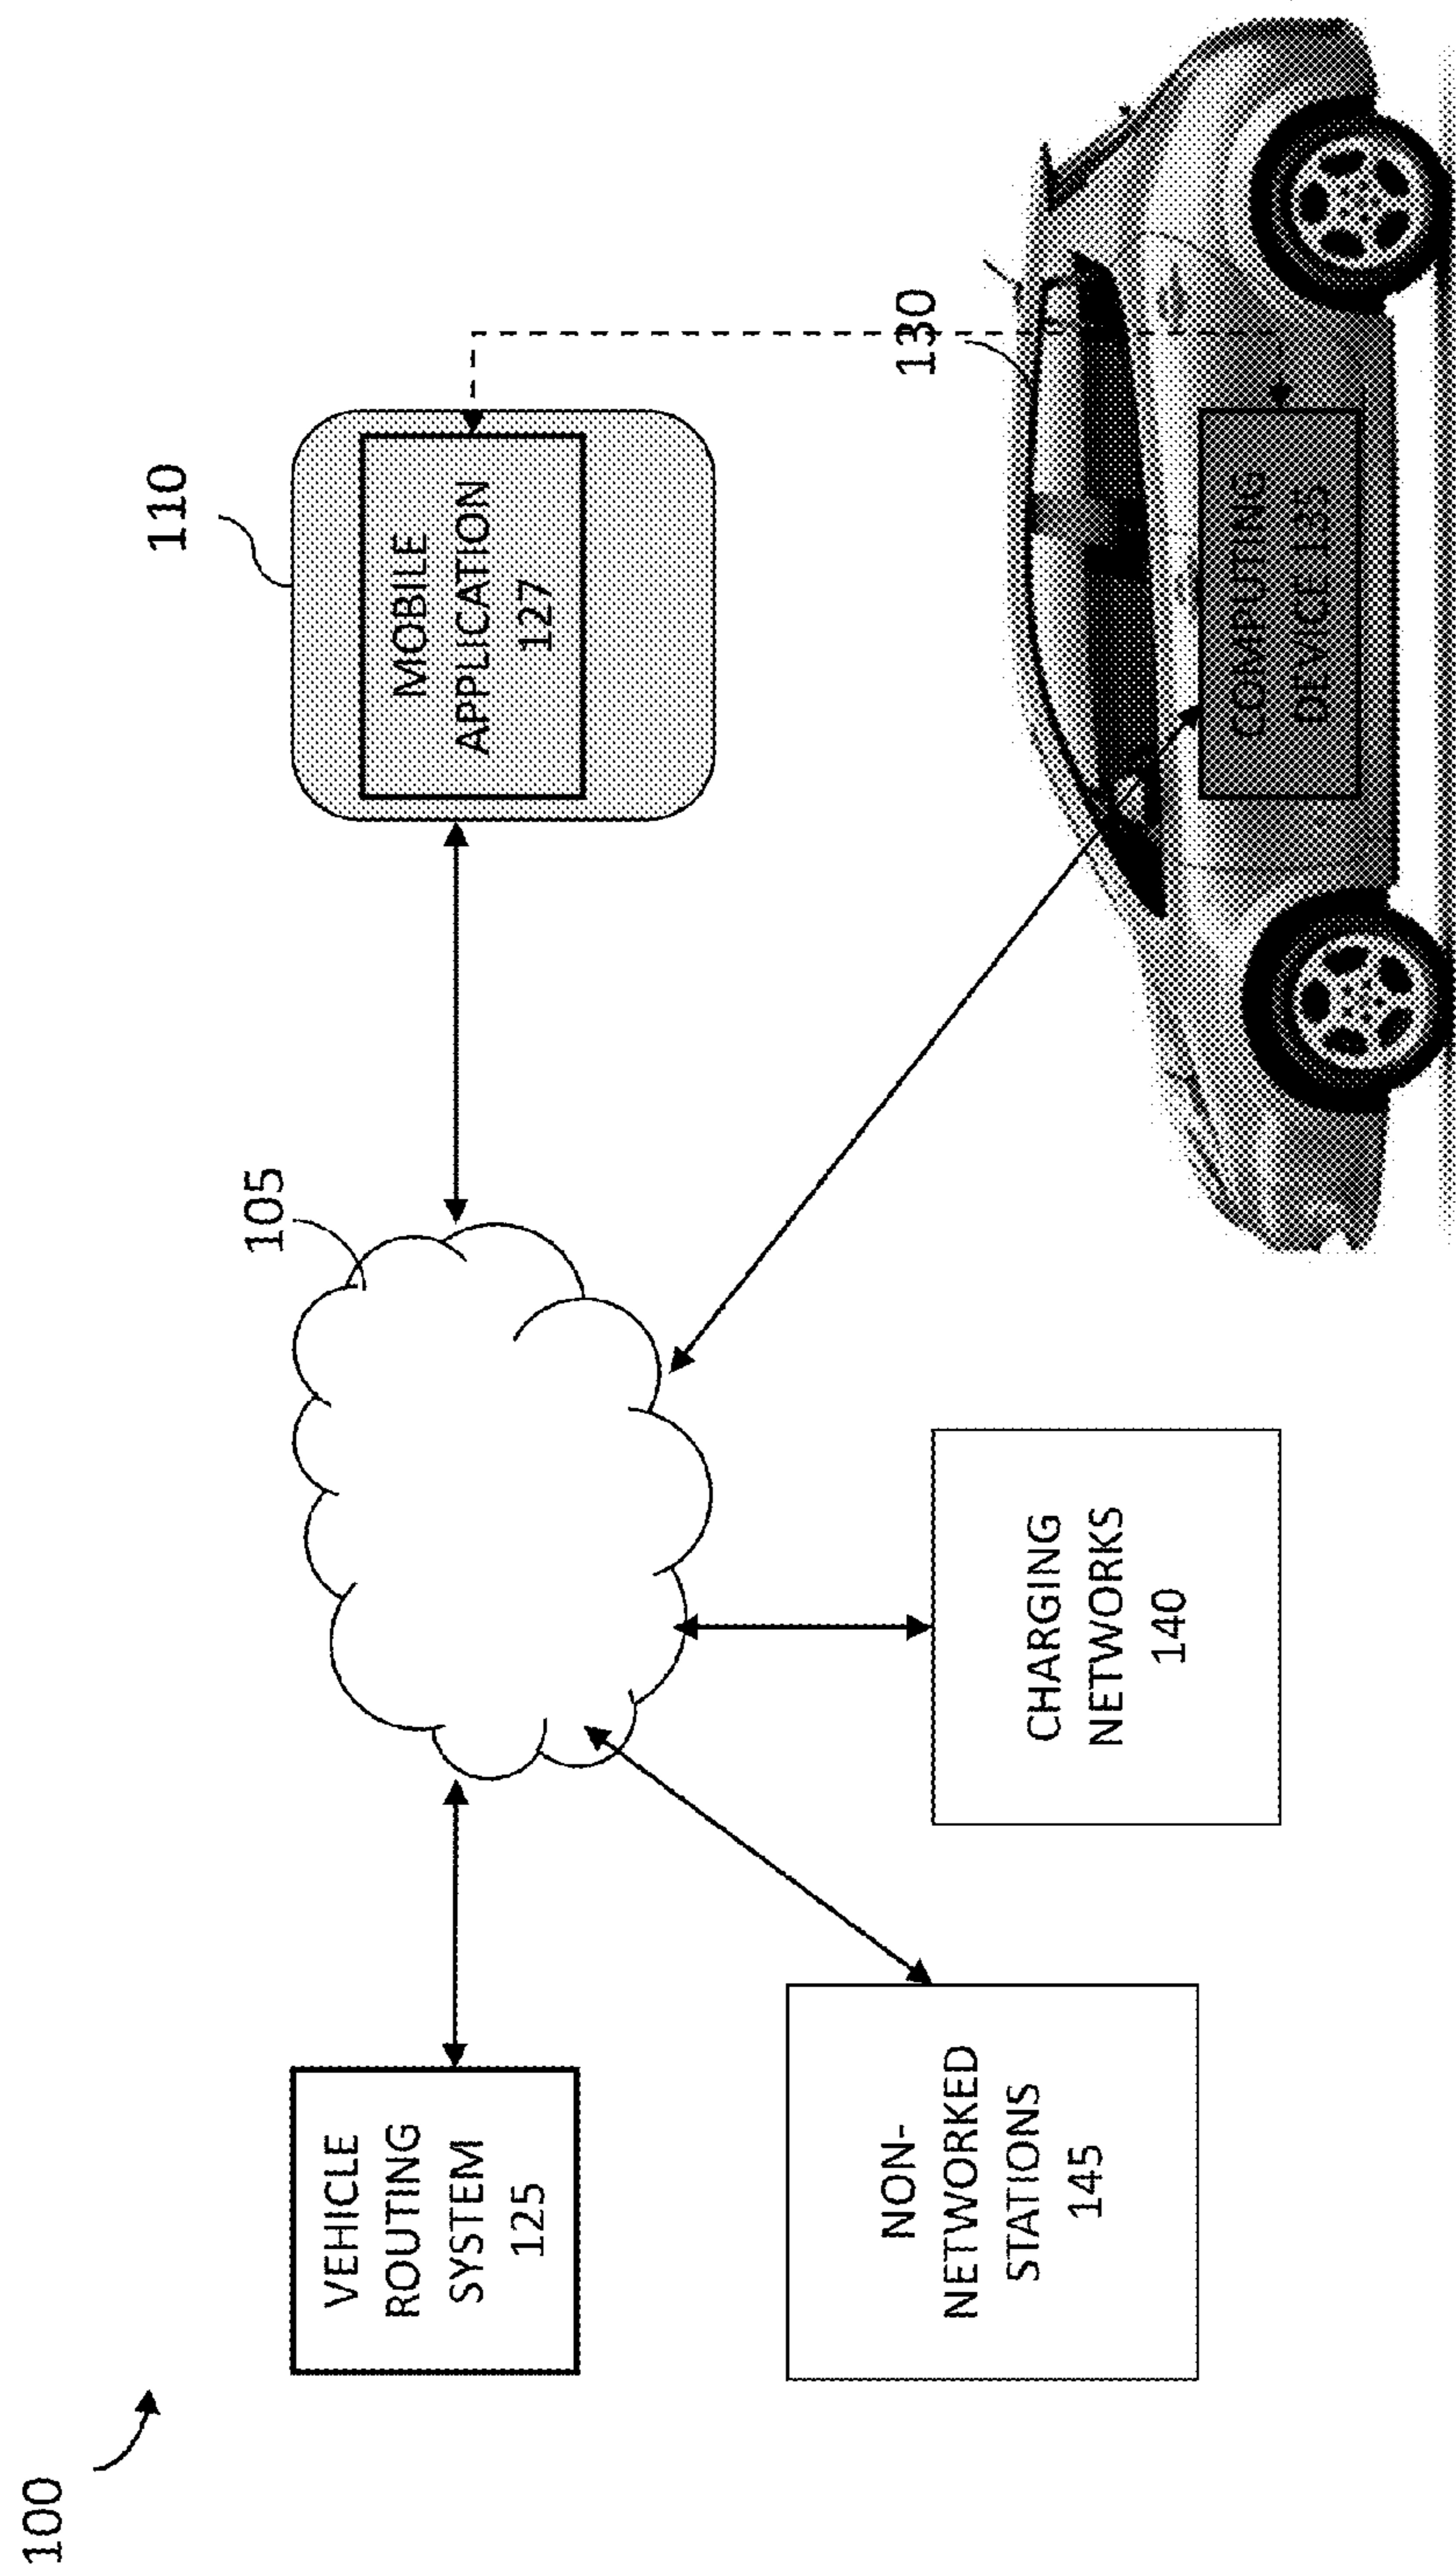 100
VEHICLE
ROUTING
SYSTEM
125
105
110
MOBILE
APPLICATION
127
NON-
NETWORKED
STATIONS
145
CHARGING
NETWORKS
140
130
COMPUTING
DEVICE 135